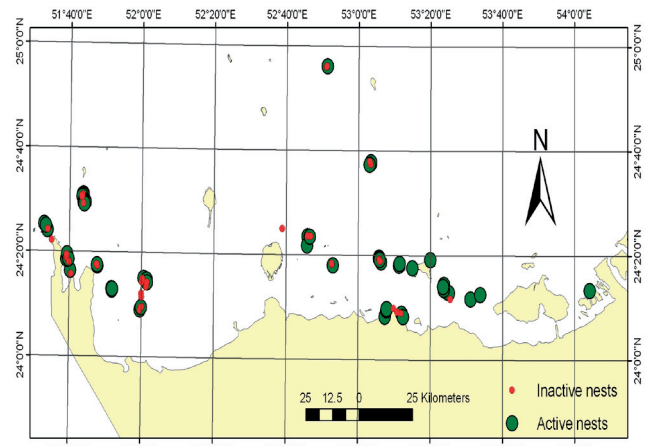 51°40'0"E 52°0'0"E 52°20'0"E 52°40'0"E 53°0'0"E 53°20'0"E 53°40'0"E 54°0'0"E
25°0'0"N 25°0'0"N
24°40'0"N 24°40'0"N
N
24°20'0"N 24°20'0"N
24°0'0"N 24°0'0"N
25 12.5 0 25 Kilometers
Inactive nests
Active nests